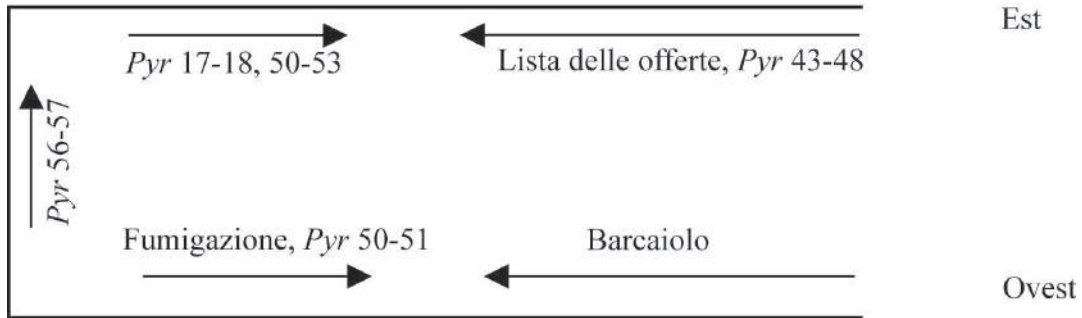 Est
Pyr 17-18, 50-53
Lista delle offerte, Pyr 43-48
Pyr 56-57
Fumigazione, Pyr 50-51
Barcaiolo
Ovest